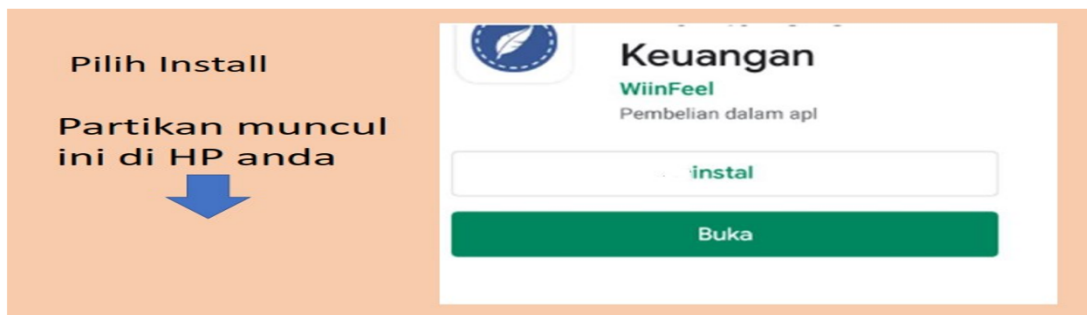 Pilih Install
Partikan muncul
ini di HP anda
Keuangan
WiinFeel
Pembelian dalam apl
instal
Buka